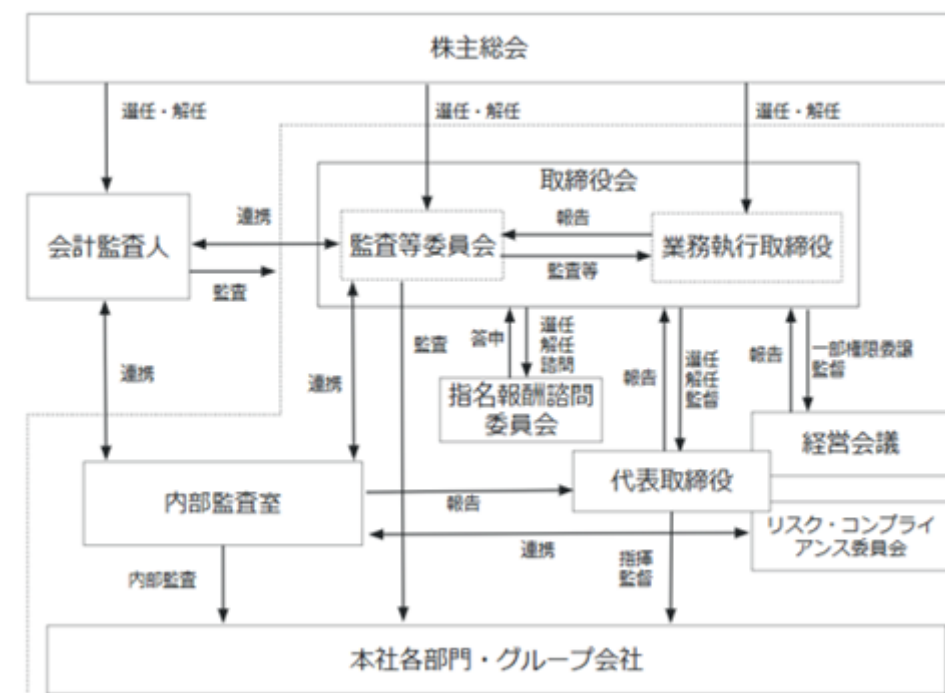 株主総会
選任・解任
選任・解任
選任・解任
取締役会
会計監査人
連携
監査等委員会
報告
業務執行取締役
監査等
監査
連携
連携
監査
答申
選任
解任
諮問
報告
選任
解任
監督
報告
一部権限委譲
監督
指名報酬諮問
委員会
経営会議
内部監査室
報告
代表取締役
連携
リスク・コンプライ
アンス委員会
内部監査
指揮
監督
本社各部門・グループ会社